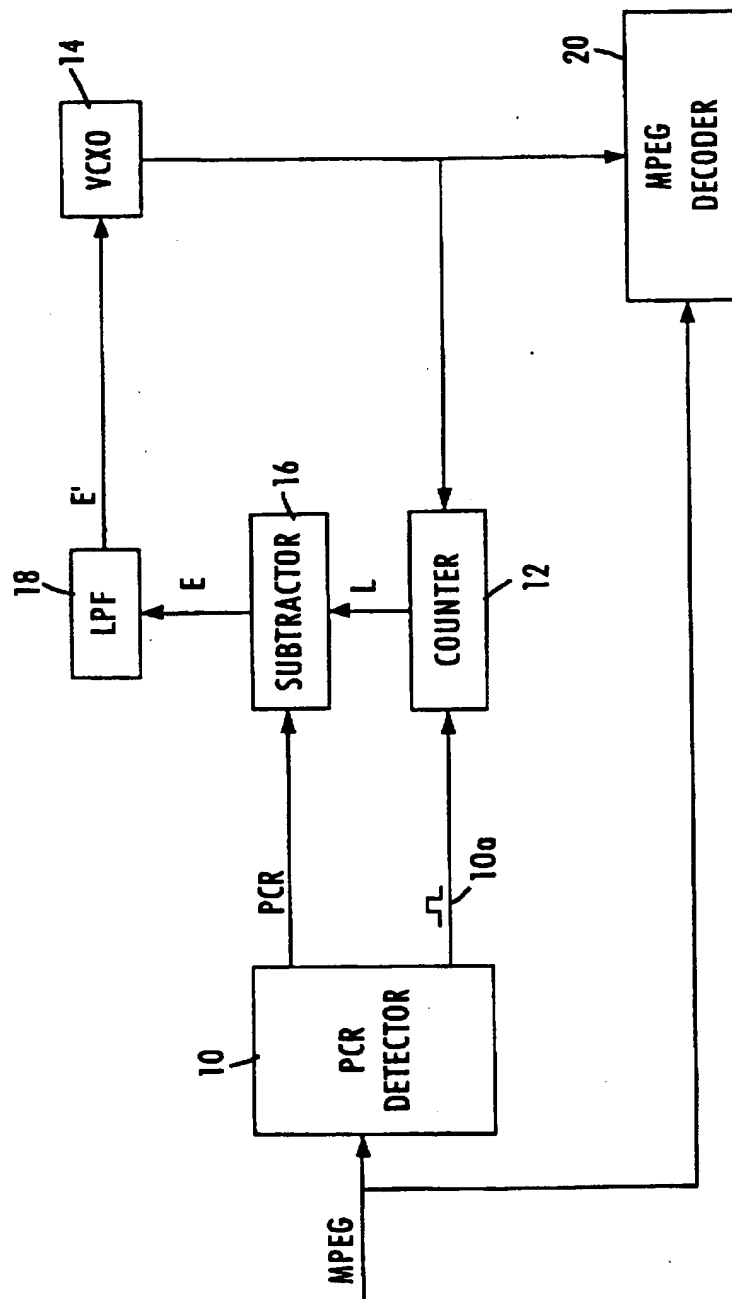 14
VCXO
20
MPEG
DECODER
E'
18
LPF
E
16
SUBTRACTOR
L
COUNTER
12
PCR
10a
10
PCR
DETECTOR
MPEG